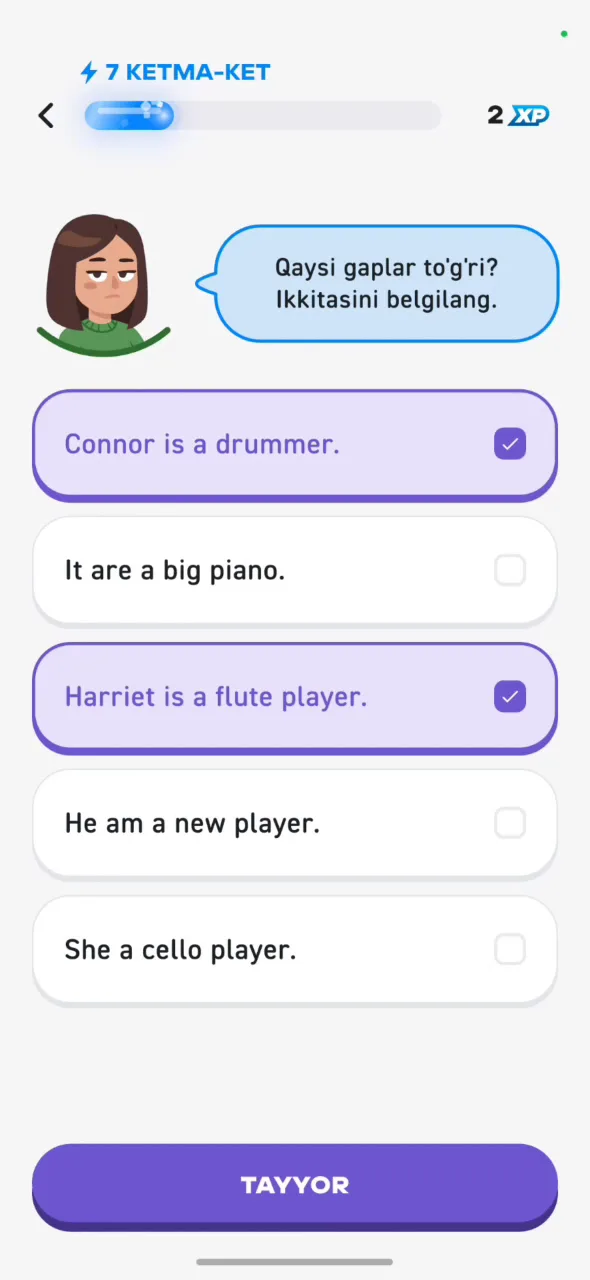 7 KETMA-KET
2 XP
Qaysi gaplar to'g'ri?
Ikkitasini belgilang.
Connor is a drummer.
It are a big piano.
Harriet is a flute player.
He am a new player.
She a cello player.
TAYYOR